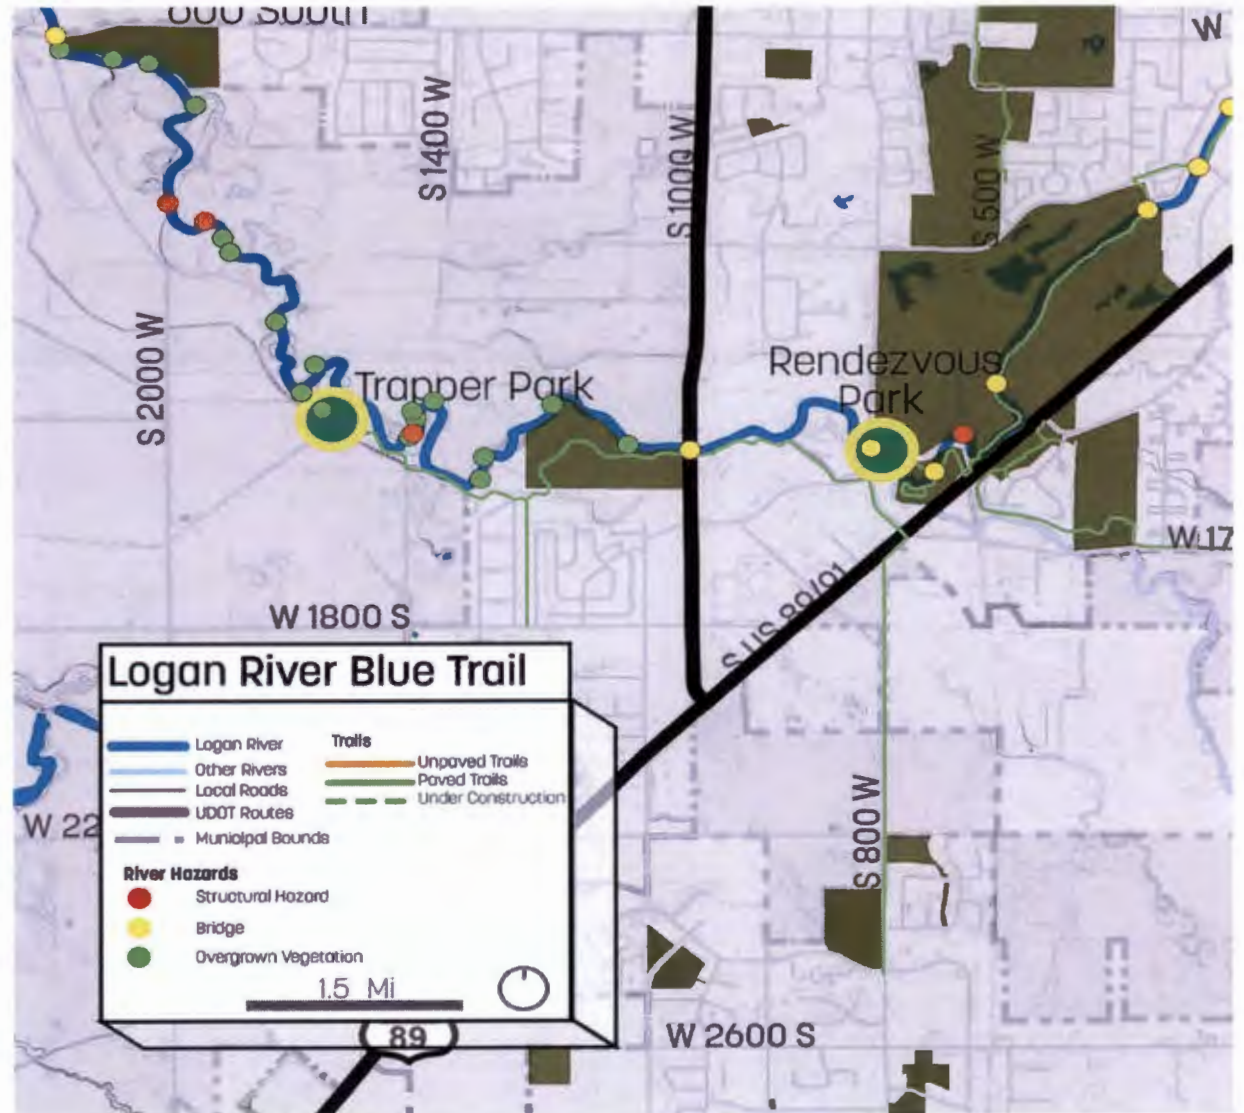 600 South
W
S 1400 W
S 1000 W
S 500 W
S 2000 W
Trapper Park
Rendezvous
Park
W 17
S US 89/91
W 1800 S
Logan River Blue Trail
Logan River
Other Rivers
Local Roads
UDOT Routes
Municipal Bounds
Trails
Unpaved Trails
Paved Trails
Under Construction
River Hazards
Structural Hazard
Bridge
Overgrown Vegetation
1.5 Mi
W 22
S 800 W
89
W 2600 S